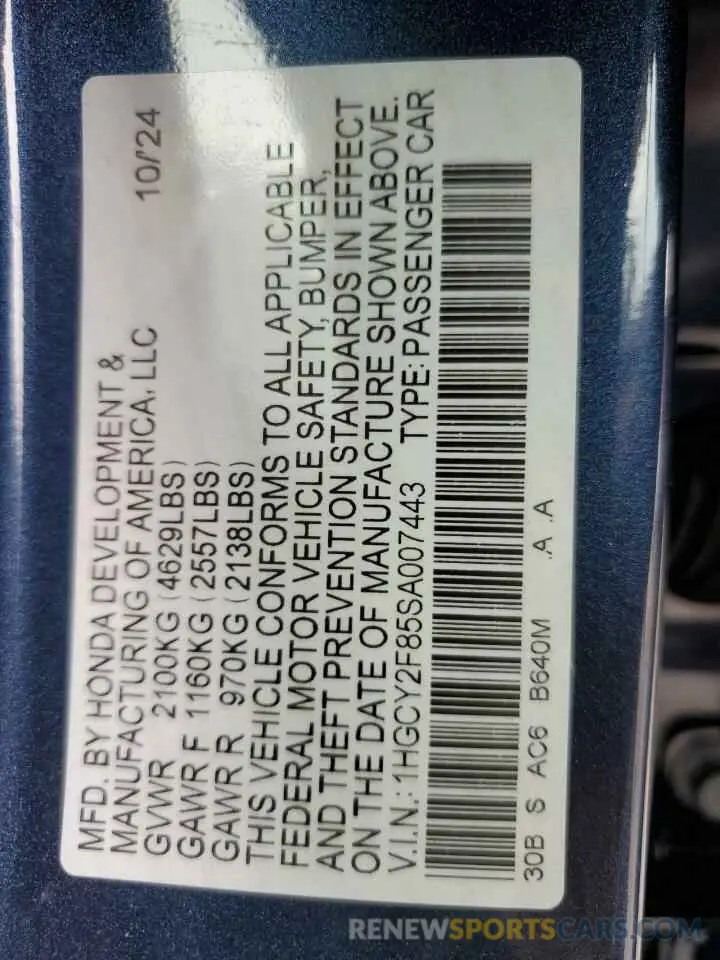 MFD. BY HONDA DEVELOPMENT &
MANUFACTURING OF AMERICA, LLC 10/'24
GVWR 2100KG (4629LBS)
GAWR F 1160KG (2557LBS)
GAWR R 970KG (2138LBS)
THIS VEHICLE CONFORMS TO ALL APPLICABLE
FEDERAL MOTOR VEHICLE SAFETY, BUMPER,
AND THEFT PREVENTION STANDARDS IN EFFECT
ON THE DATE OF MANUFACTURE SHOWN ABOVE.
V.I.N.: 1HGCY2F85SA007443 TYPE: PASSENGER CAR
30B S AC6 B640M .A .A
RENEWSPORTSCARS.COM